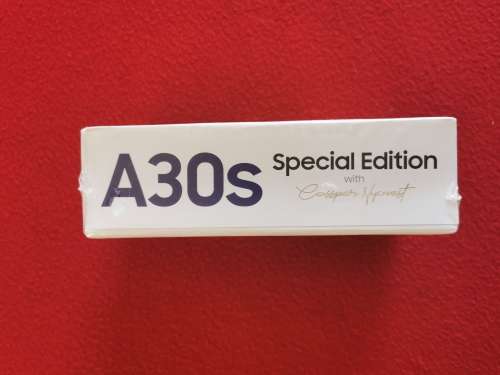 A30s
Special Edition
with
Cassper Nyovest